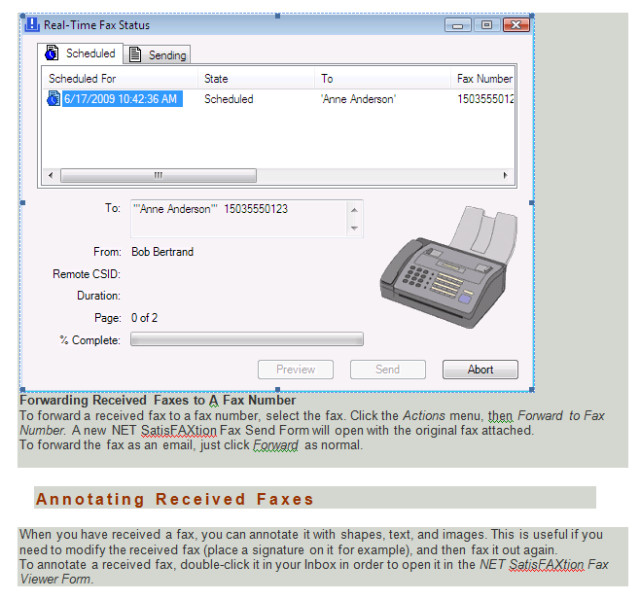 Real-Time Fax Status
Scheduled Sending
Scheduled For State To Fax Number
6/17/2009 10:42:36 AM Scheduled 'Anne Anderson' 1503555012
To: "'Anne Anderson'" 15035550123
From: Bob Bertrand
Remote CSID:
Duration:
Page: 0 of 2
% Complete:
Preview Send Abort
Forwarding Received Faxes to A Fax Number
To forward a received fax to a fax number, select the fax. Click the Actions menu, then Forward to Fax
Number. A new NET SatisFAXtion Fax Send Form will open with the original fax attached.
To forward the fax as an email, just click Forward as normal.
Annotating Received Faxes
When you have received a fax, you can annotate it with shapes, text, and images. This is useful if you
need to modify the received fax (place a signature on it for example), and then fax it out again.
To annotate a received fax, double-click it in your Inbox in order to open it in the NET SatisFAXtion Fax
Viewer Form.